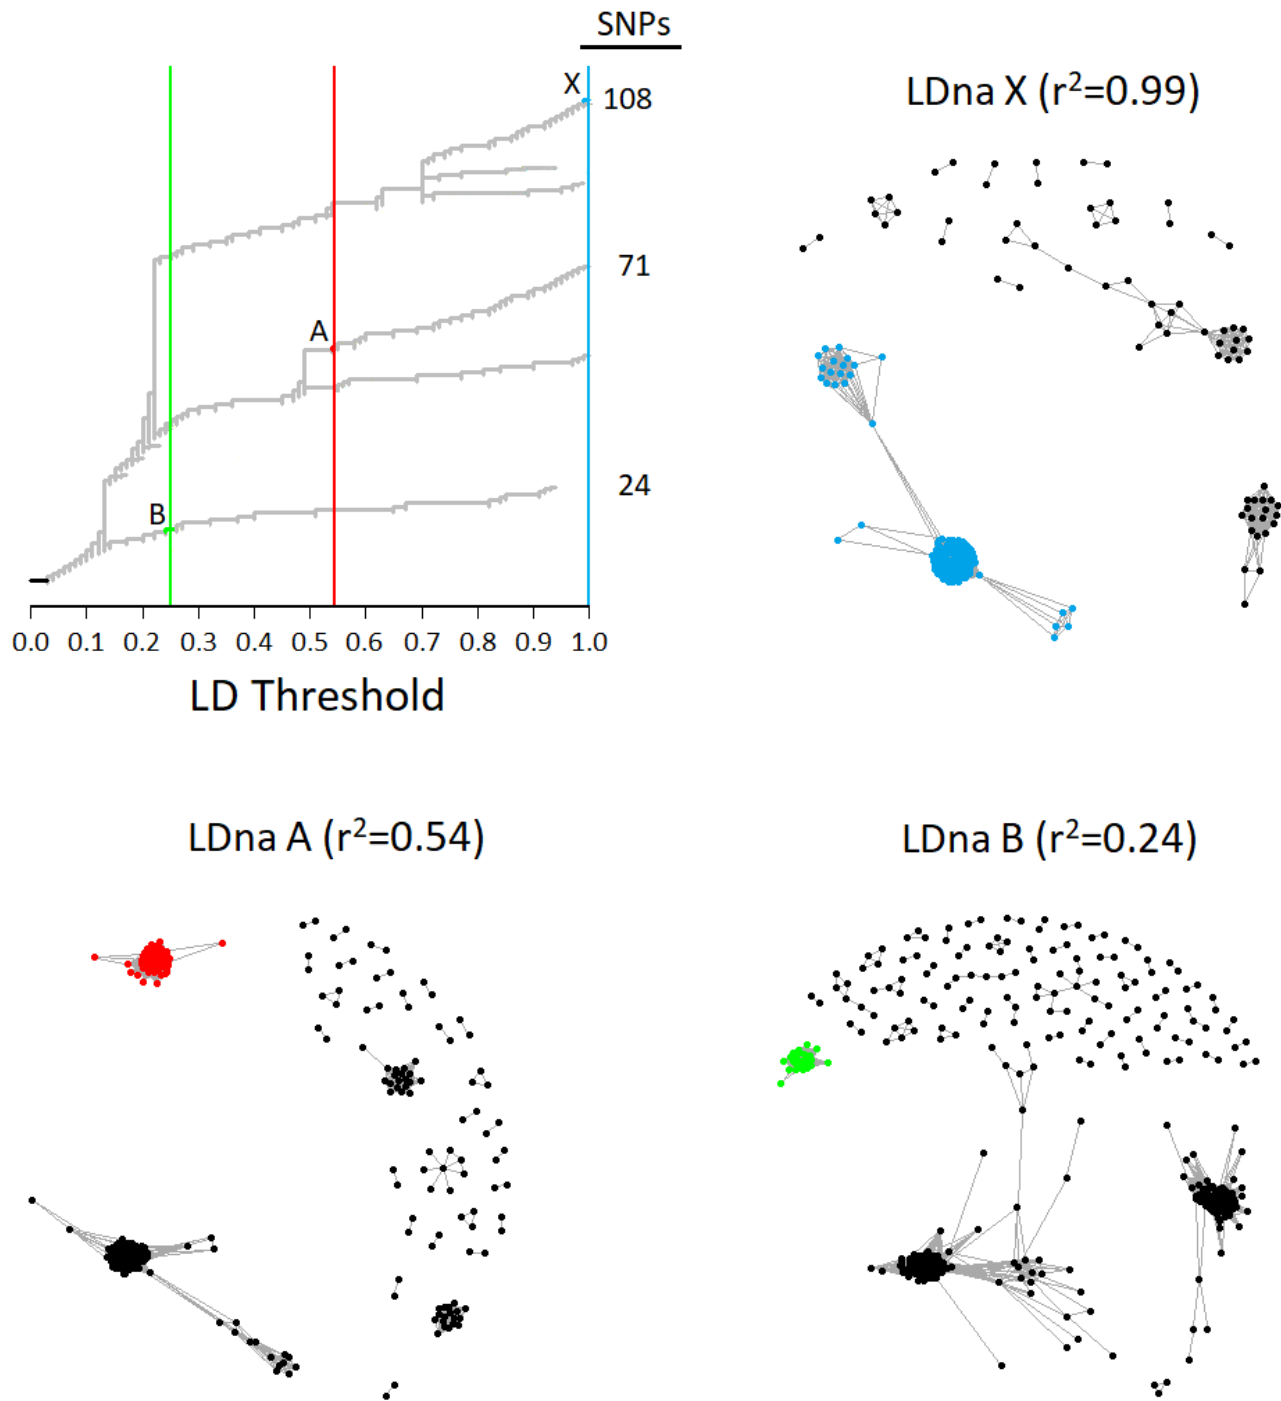 SNPs
X
108
LDna X (r²=0.99)
71
A
24
B
0.0 0.1 0.2 0.3 0.4 0.5 0.6 0.7 0.8 0.9 1.0
LD Threshold
LDna A (r²=0.54)
LDna B (r²=0.24)